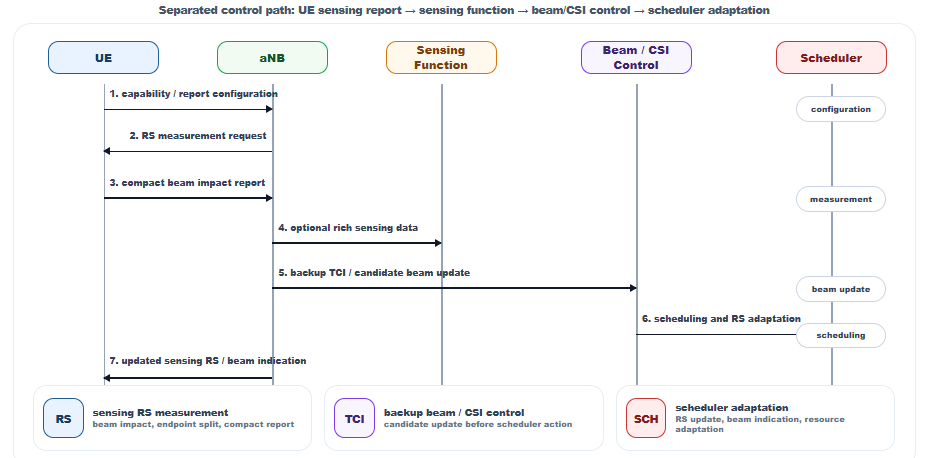 Separated control path: UE sensing report → sensing function → beam/CSI control → scheduler adaptation
UE
aNB
Sensing
Function
Beam / CSI
Control
Scheduler
1. capability / report configuration
configuration
2. RS measurement request
3. compact beam impact report
measurement
4. optional rich sensing data
5. backup TCI / candidate beam update
beam update
6. scheduling and RS adaptation
scheduling
7. updated sensing RS / beam indication
RS
sensing RS measurement
beam impact, endpoint split, compact report
TCI
backup beam / CSI control
candidate update before scheduler action
SCH
scheduler adaptation
RS update, beam indication, resource
adaptation